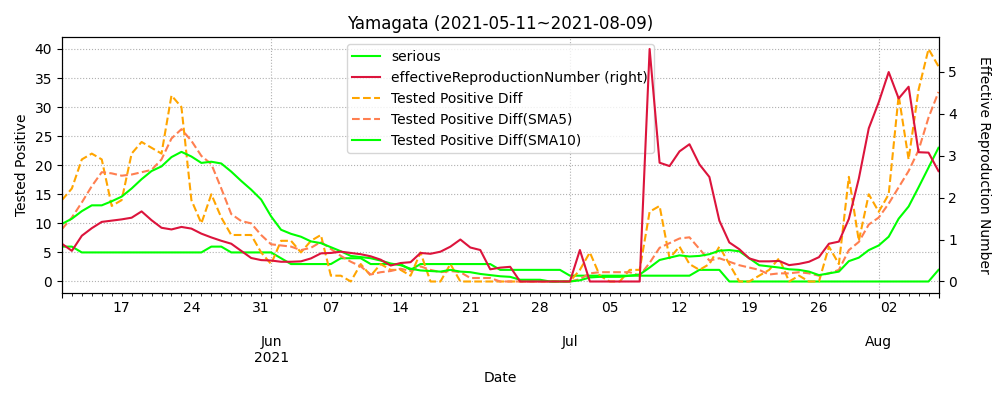 Yamagata (2021-05-11~2021-08-09)
serious
effectiveReproductionNumber (right)
Tested Positive Diff
Tested Positive Diff(SMA5)
Tested Positive Diff(SMA10)
Tested Positive
40
35
30
25
20
15
10
5
0
Effective Reproduction Number
5
4
3
2
1
0
17 24 31 07 14 21 28 05 12 19 26 02
Jun Jul Aug
2021
Date